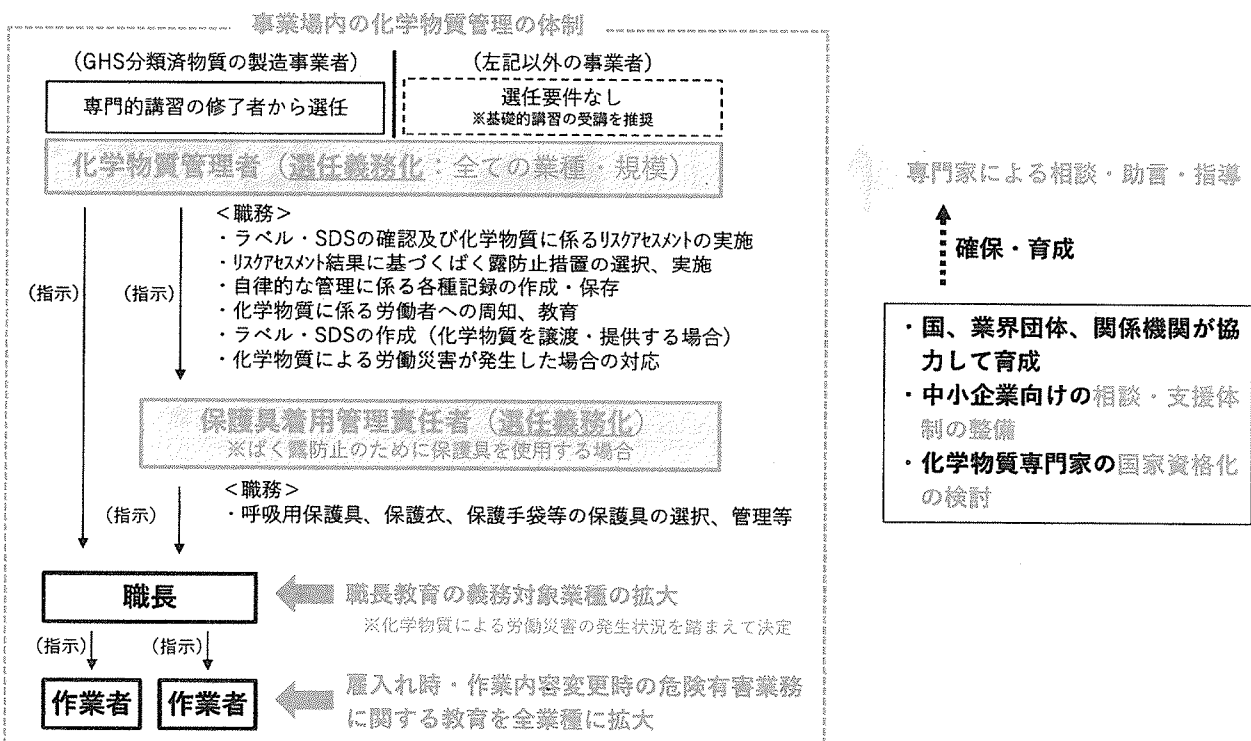 事業場内の化学物質管理の体制
(GHS分類済物質の製造事業者)
(左記以外の事業者)
専門的講習の修了者から選任
選任要件なし
※基礎的講習の受講を推奨
化学物質管理者(選任義務化:全ての業種・規模)
<職務>
・ラベル・SDSの確認及び化学物質に係るリスクアセスメントの実施
・リスクアセスメント結果に基づくばく露防止措置の選択、実施
・自律的な管理に係る各種記録の作成・保存
・化学物質に係る労働者への周知、教育
・ラベル・SDSの作成(化学物質を譲渡・提供する場合)
・化学物質による労働災害が発生した場合の対応
(指示)
(指示)
保護具着用管理責任者(選任義務化)
※ばく露防止のために保護具を使用する場合
<職務>
・呼吸用保護具、保護衣、保護手袋等の保護具の選択、管理等
(指示)
職長
職長教育の義務対象業種の拡大
※化学物質による労働災害の発生状況を踏まえて決定
(指示)
(指示)
作業者
作業者
雇入れ時・作業内容変更時の危険有害業務
に関する教育を全業種に拡大
専門家による相談・助言・指導
確保・育成
・国、業界団体、関係機関が協
力して育成
・中小企業向けの相談・支援体
制の整備
・化学物質専門家の国家資格化
の検討